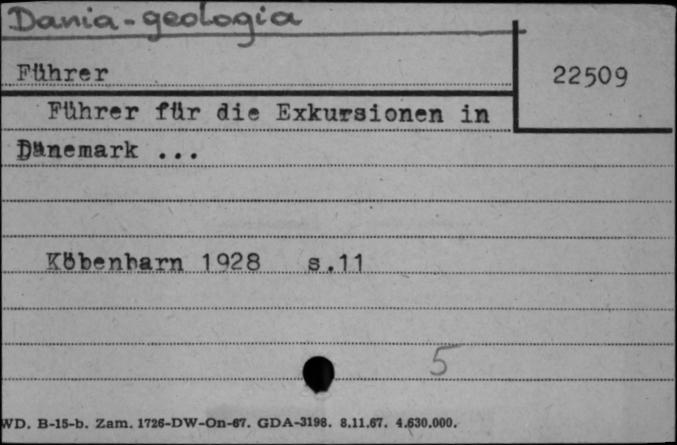 Dania-geologia
Führer
22509
Führer für die Exkursionen in
Dänemark ...
Köbenharn 1928 s.11
5
WD. B-15-b. Zam. 1726-DW-On-67. GDA-3198. 8.11.67. 4.630.000.